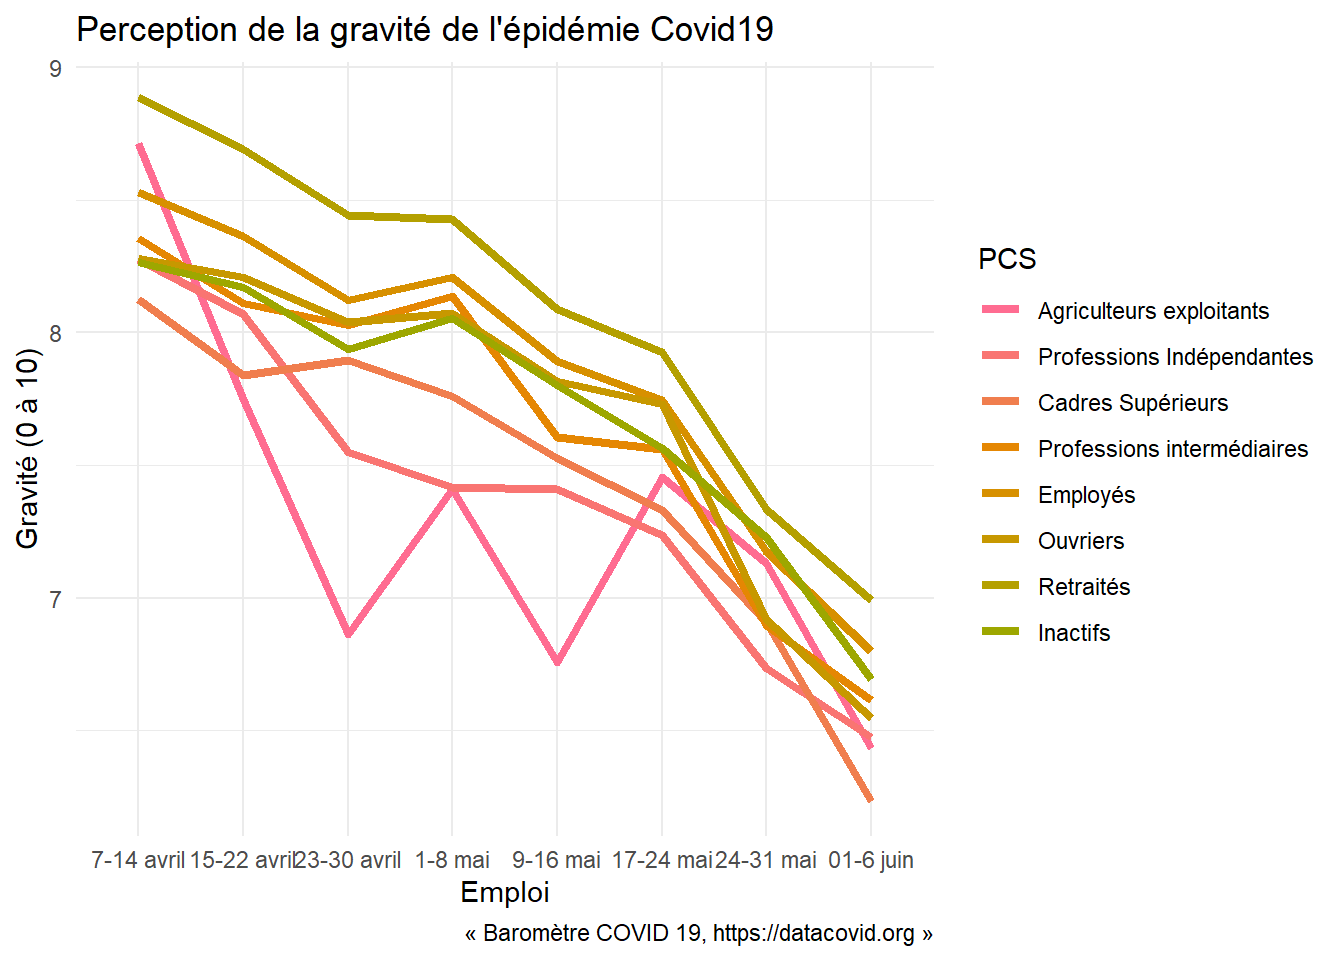 Perception de la gravité de l'épidémie Covid19
Gravité (0 à 10)
9
8
7
7-14 avril 15-22 avril 23-30 avril 1-8 mai 9-16 mai 17-24 mai 24-31 mai 01-6 juin
Emploi
« Baromètre COVID 19, https://datacovid.org »
PCS
Agriculteurs exploitants
Professions Indépendantes
Cadres Supérieurs
Professions intermédiaires
Employés
Ouvriers
Retraités
Inactifs